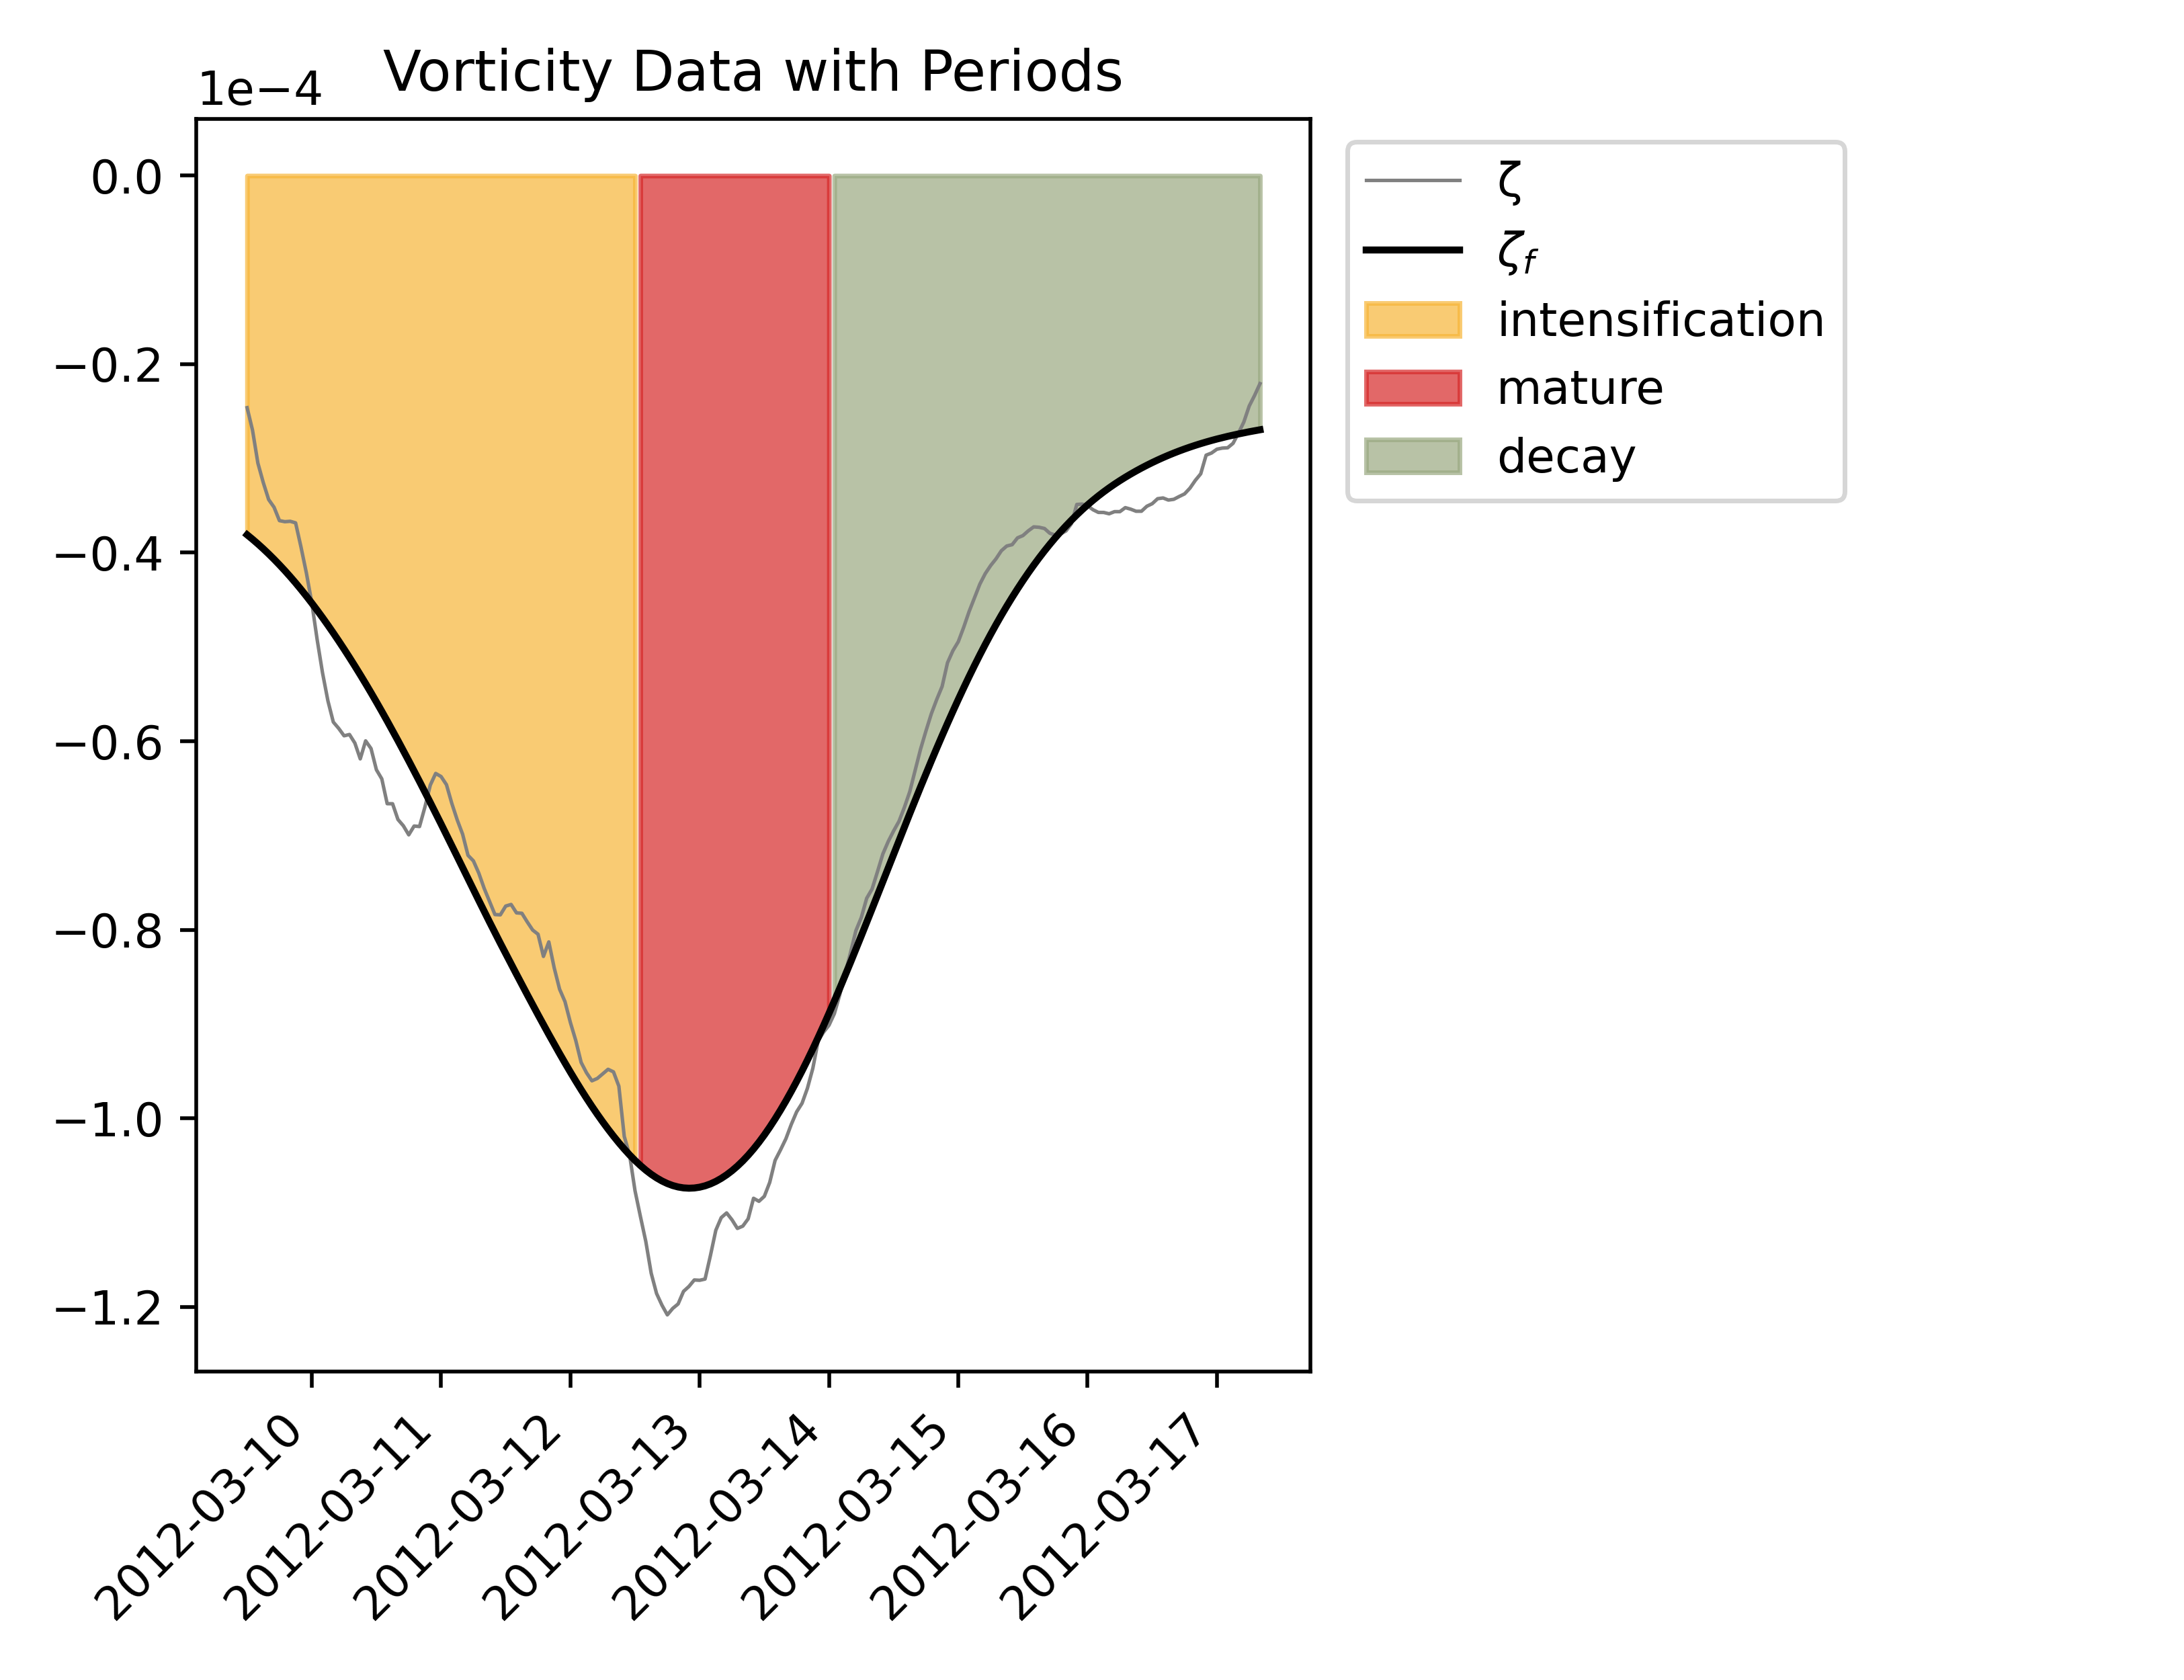 Vorticity Data with Periods
1e−4
0.0
−0.2
−0.4
−0.6
−0.8
−1.0
−1.2
2012-03-10
2012-03-11
2012-03-12
2012-03-13
2012-03-14
2012-03-15
2012-03-16
2012-03-17
ζ
ζf
intensification
mature
decay